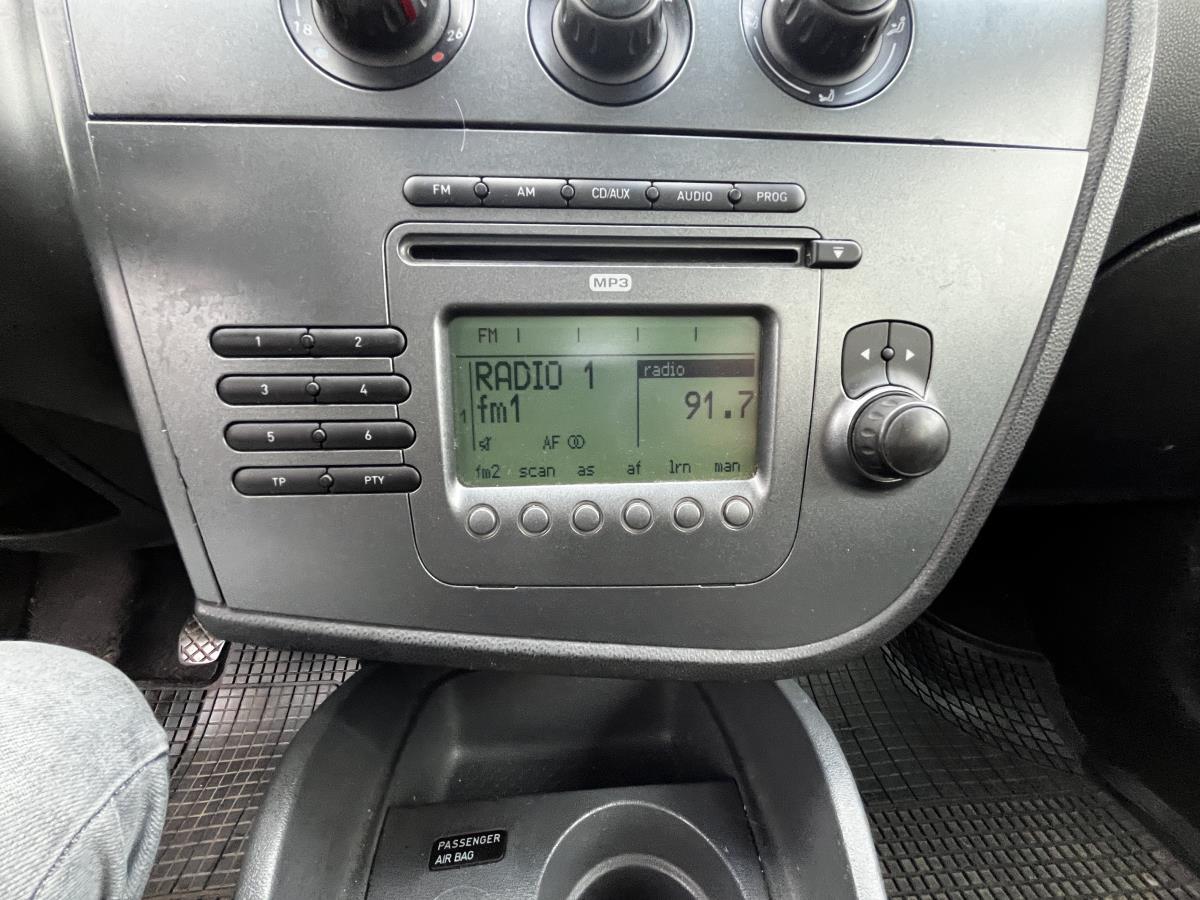 18 26
FM AM CD/AUX AUDIO PROG
MP3
FM
RADIO 1 radio
fm1 91.7
1
AF
fm2 scan as af lrn man
1 2
3 4
5 6
TP PTY
PASSENGER
AIR BAG